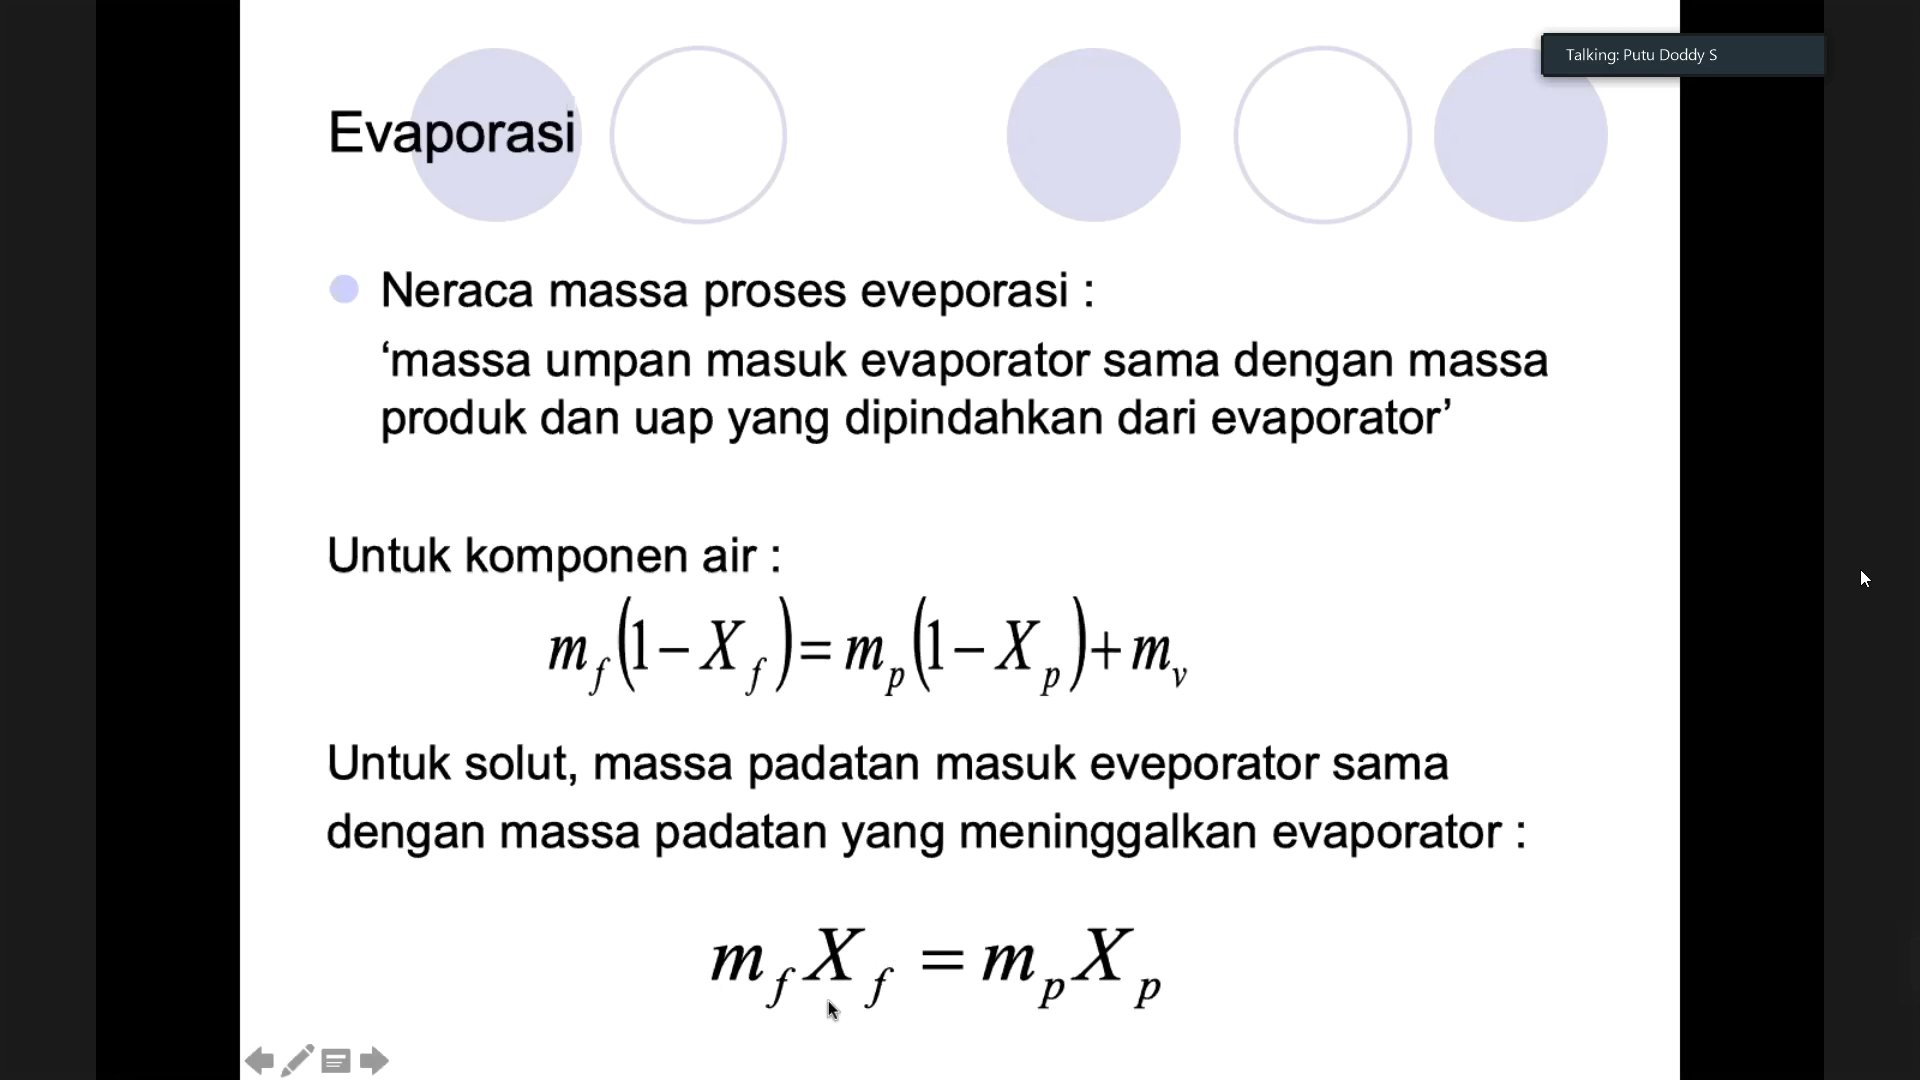 Talking: Putu Doddy S
Evaporasi
Neraca massa proses eveporasi :
‘massa umpan masuk evaporator sama dengan massa
produk dan uap yang dipindahkan dari evaporator’
Untuk komponen air :
m_f(1 − X_f) = m_p(1 − X_p) + m_v
Untuk solut, massa padatan masuk eveporator sama
dengan massa padatan yang meninggalkan evaporator :
m_f X_f = m_p X_p